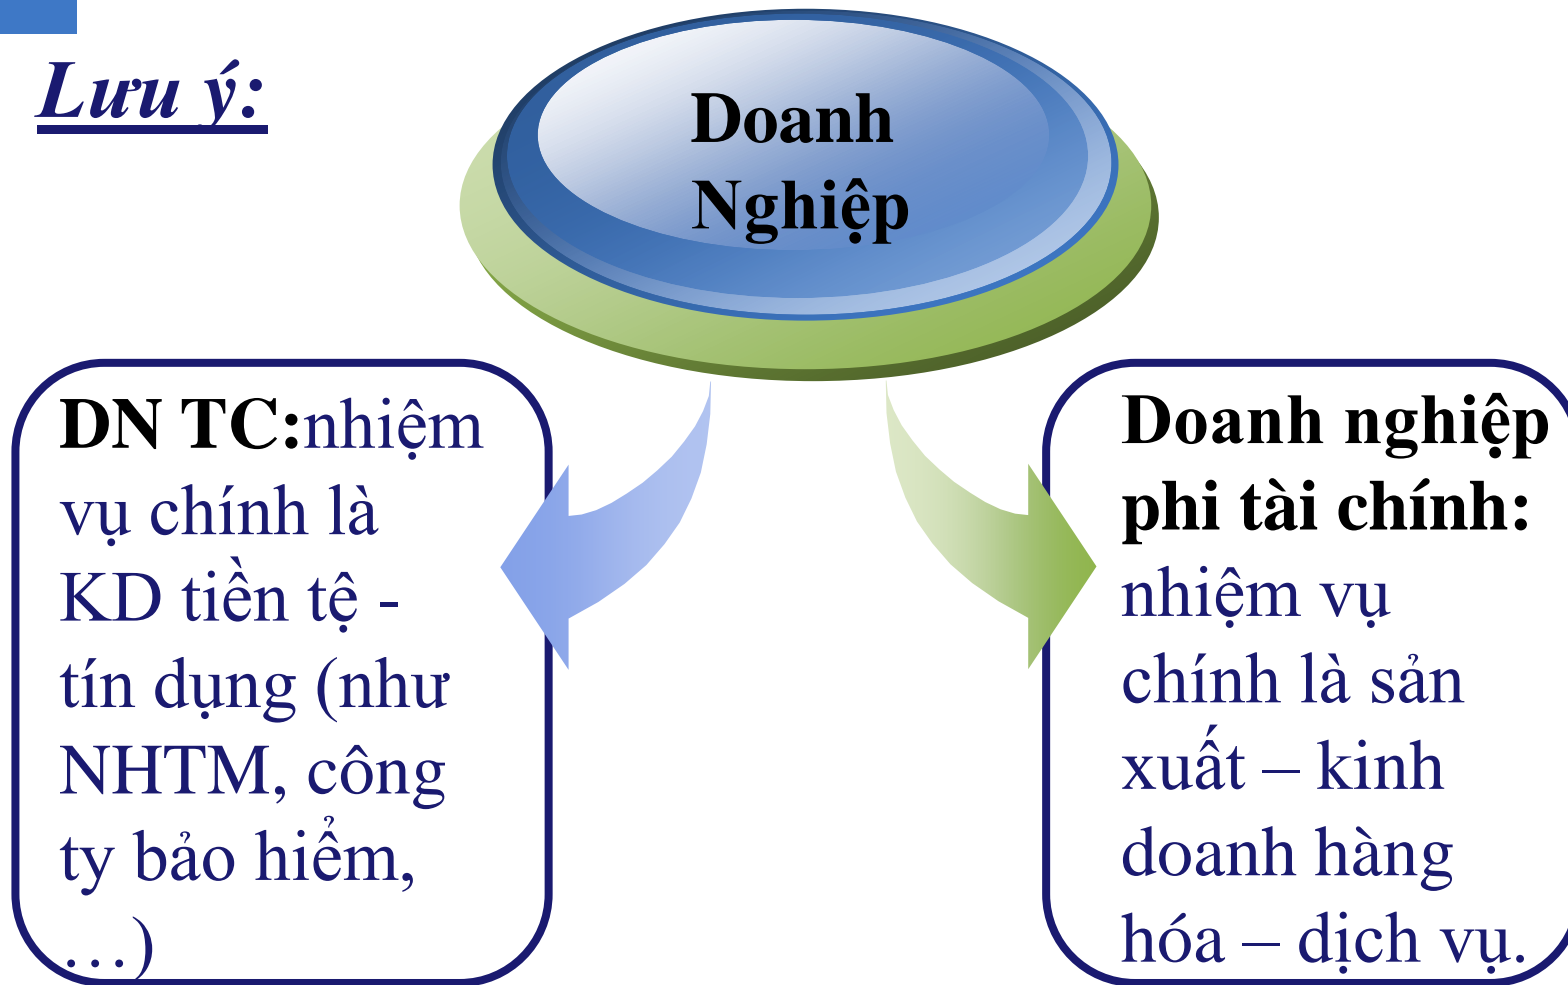 Lưu ý:
Doanh
Nghiệp
DN TC:nhiệm
vụ chính là
KD tiền tệ -
tín dụng (như
NHTM, công
ty bảo hiểm,
…)
Doanh nghiệp
phi tài chính:
nhiệm vụ
chính là sản
xuất – kinh
doanh hàng
hóa – dịch vụ.